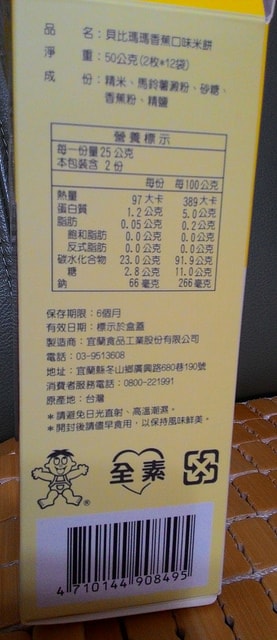 品 名：貝比瑪瑪香蕉口味米餅
淨 重：50公克(2枚*12袋)
成 份：精米、馬鈴薯澱粉、砂糖、
香蕉粉、精鹽
營養標示
每一份量25公克
本包裝含 2份
每份 每100公克
熱量 97大卡 389大卡
蛋白質 1.2公克 5.0公克
脂肪 0.05公克 0.2公克
飽和脂肪 0.0公克 0.0公克
反式脂肪 0.0公克 0.0公克
碳水化合物 23.0公克 91.9公克
糖 2.8公克 11.0公克
鈉 66毫克 266毫克
保存期限：6個月
有效日期：標示於盒蓋
製造商：宜蘭食品工業股份有限公司
電話：03-9513608
地址：宜蘭縣冬山鄉廣興路680巷190號
消費者服務電話：0800-221991
原產地：台灣
＊請避免日光直射、高溫潮濕。
＊開封後請儘早食用，以保持風味鮮美。
全素
®
4 710144 908495